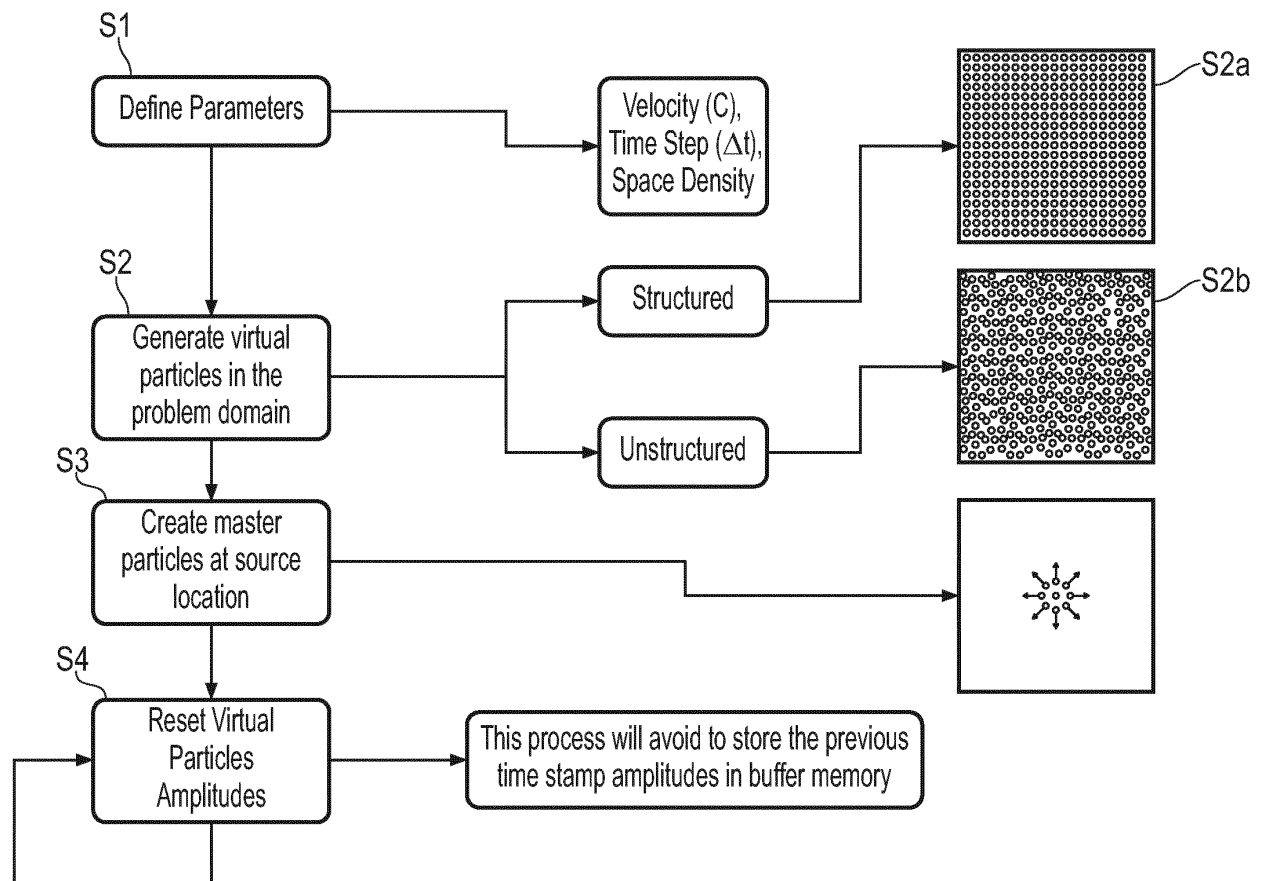 S1
Define Parameters
Velocity (C),
Time Step (Δt),
Space Density
S2a
S2
Generate virtual
particles in the
problem domain
Structured
Unstructured
S2b
S3
Create master
particles at source
location
S4
Reset Virtual
Particles
Amplitudes
This process will avoid to store the previous
time stamp amplitudes in buffer memory